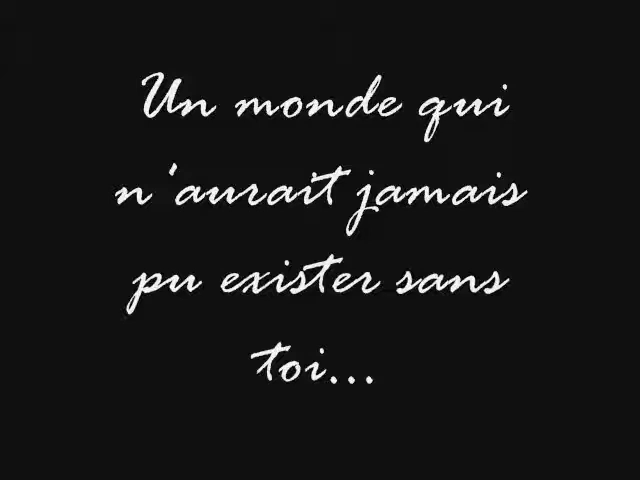 Un monde qui
n'aurait jamais
pu exister sans
toi...